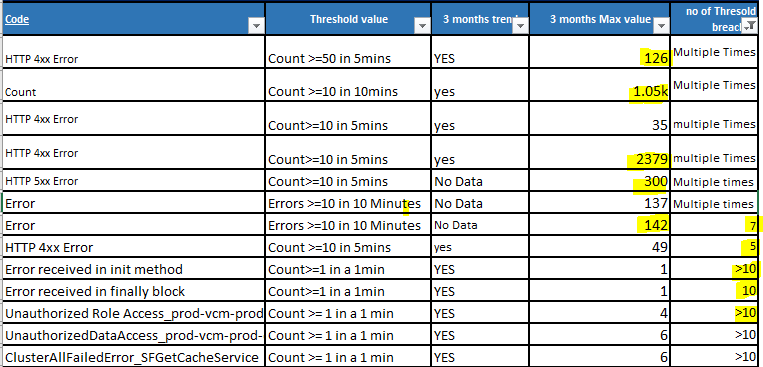 Code Threshold value 3 months trend 3 months Max value no of Thresold breach
HTTP 4xx Error Count >=50 in 5mins YES 126 Multiple Times
Count Count >=10 in 10mins yes 1.05k Multiple Times
HTTP 4xx Error Count>=10 in 5mins yes 35 multiple Times
HTTP 4xx Error Count>=10 in 5mins yes 2379 multiple Times
HTTP 5xx Error Count>=10 in 5mins No Data 300 Multiple times
Error Errors >=10 in 10 Minutes No Data 137 Multiple times
Error Errors >=10 in 10 Minutes No Data 142 7
HTTP 4xx Error Count >=10 in 5mins yes 49 5
Error received in init method Count>=1 in a 1min YES 1 >10
Error received in finally block Count>=1 in a 1min YES 1 10
Unauthorized Role Access_prod-vcm-prod Count >= 1 in a 1 min YES 4 >10
UnauthorizedDataAccess_prod-vcm-prod- Count >= 1 in a 1 min YES 6 >10
ClusterAllFailedError_SFGetCacheService Count >= 1 in a 1 min YES 6 >10